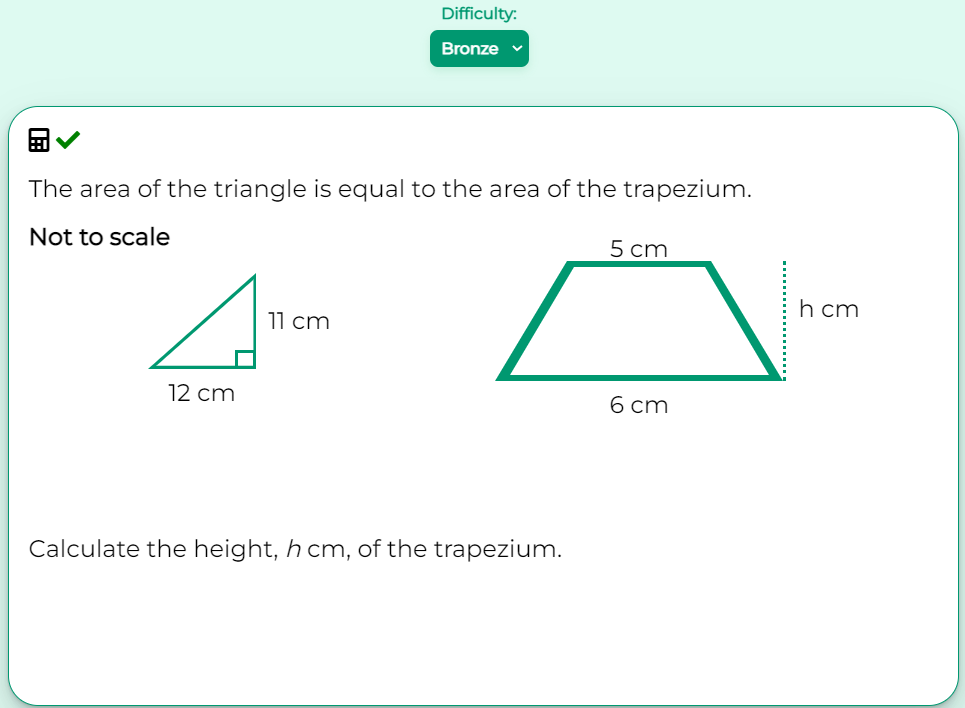 Difficulty:
Bronze
The area of the triangle is equal to the area of the trapezium.
Not to scale
5 cm
11 cm
h cm
12 cm
6 cm
Calculate the height, h cm, of the trapezium.